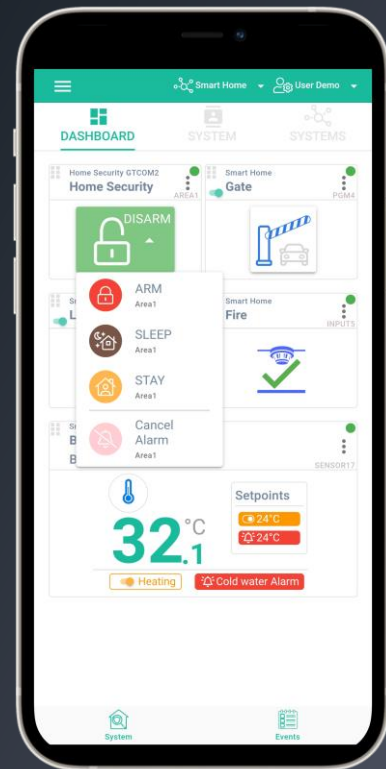 Smart Home
User Demo
DASHBOARD
SYSTEM
SYSTEMS
Home Security GTCOM2
Home Security
AREA1
Smart Home
Gate
PGM4
DISARM
ARM
Area1
SLEEP
Area1
STAY
Area1
Cancel
Alarm
Area1
Smart Home
Fire
INPUT5
SENSOR17
32.1 °C
Setpoints
24°C
24°C
Heating
Cold water Alarm
System
Events